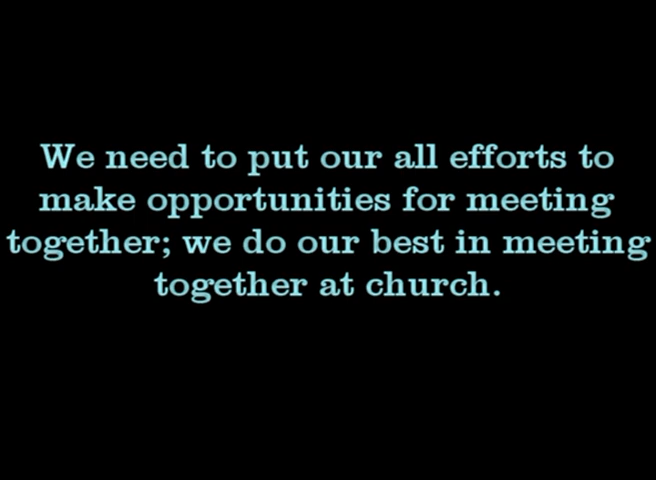 We need to put our all efforts to
make opportunities for meeting
together; we do our best in meeting
together at church.